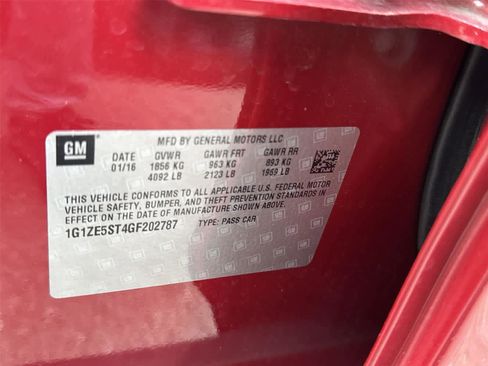 GM
MFD BY GENERAL MOTORS LLC
DATE GVWR GAWR FRT GAWR RR
01/16 1856 KG 963 KG 893 KG
4092 LB 2123 LB 1969 LB
THIS VEHICLE CONFORMS TO ALL APPLICABLE U.S. FEDERAL MOTOR
VEHICLE SAFETY, BUMPER, AND THEFT PREVENTION STANDARDS IN
EFFECT ON THE DATE OF MANUFACTURE SHOWN ABOVE.
1G1ZE5ST4GF202787 TYPE: PASS CAR